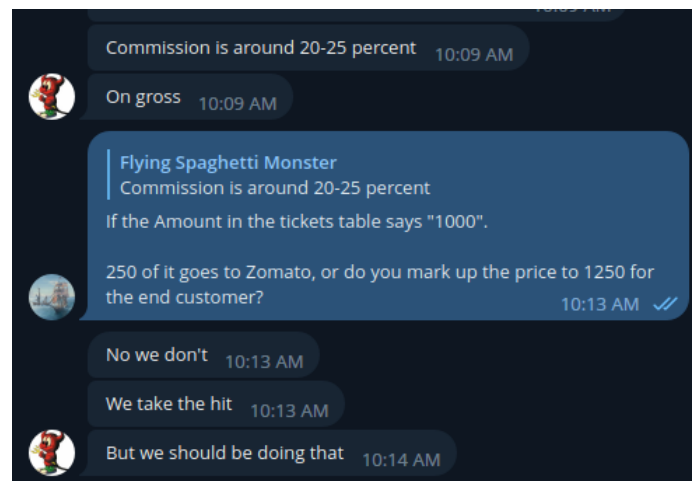 Commission is around 20-25 percent 10:09 AM
On gross 10:09 AM
Flying Spaghetti Monster
Commission is around 20-25 percent
If the Amount in the tickets table says "1000".
250 of it goes to Zomato, or do you mark up the price to 1250 for
the end customer? 10:13 AM
No we don't 10:13 AM
We take the hit 10:13 AM
But we should be doing that 10:14 AM